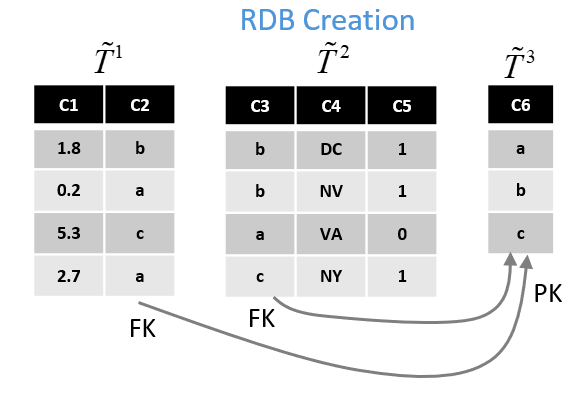 RDB Creation
T̃¹ T̃² T̃³
C1 C2 C3 C4 C5 C6
1.8 b b DC 1 a
0.2 a b NV 1 b
5.3 c a VA 0 c
2.7 a c NY 1
PK
FK FK